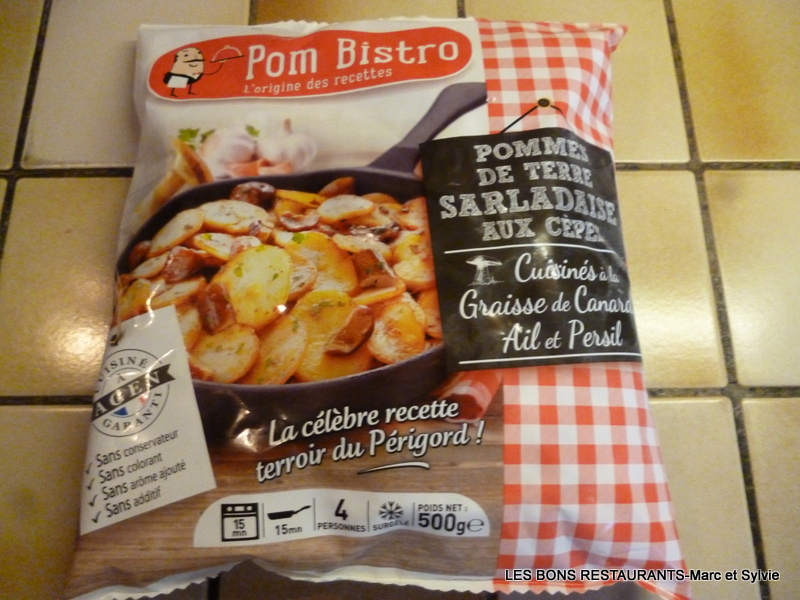 Pom Bistro
L'origine des recettes
POMMES
DE TERRE
SARLADAISE
AUX CÈPES
Cuisinés à la
Graisse de Canard
Ail et Persil
CUISINÉ
À
AGEN
GARANTI
Sans conservateur
Sans colorant
Sans arôme ajouté
Sans additif
La célèbre recette
terroir du Périgord !
15
mn
15mn
4
PERSONNES
SURGELÉ
POIDS NET :
500g e
LES BONS RESTAURANTS-Marc et Sylvie